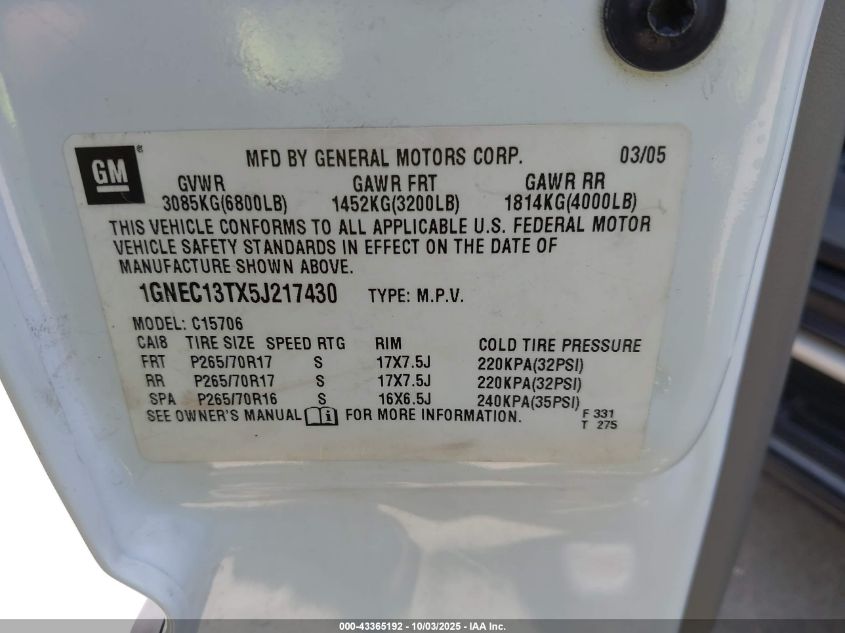 GM
MFD BY GENERAL MOTORS CORP. 03/05
GVWR GAWR FRT GAWR RR
3085KG(6800LB) 1452KG(3200LB) 1814KG(4000LB)
THIS VEHICLE CONFORMS TO ALL APPLICABLE U.S. FEDERAL MOTOR
VEHICLE SAFETY STANDARDS IN EFFECT ON THE DATE OF
MANUFACTURE SHOWN ABOVE.
1GNEC13TX5J217430 TYPE: M.P.V.
MODEL: C15706
CAI8 TIRE SIZE SPEED RTG RIM COLD TIRE PRESSURE
FRT P265/70R17 S 17X7.5J 220KPA(32PSI)
RR P265/70R17 S 17X7.5J 220KPA(32PSI)
SPA P265/70R16 S 16X6.5J 240KPA(35PSI)
SEE OWNER'S MANUAL FOR MORE INFORMATION. F 331
T 275
000-43365192 - 10/03/2025 - IAA Inc.